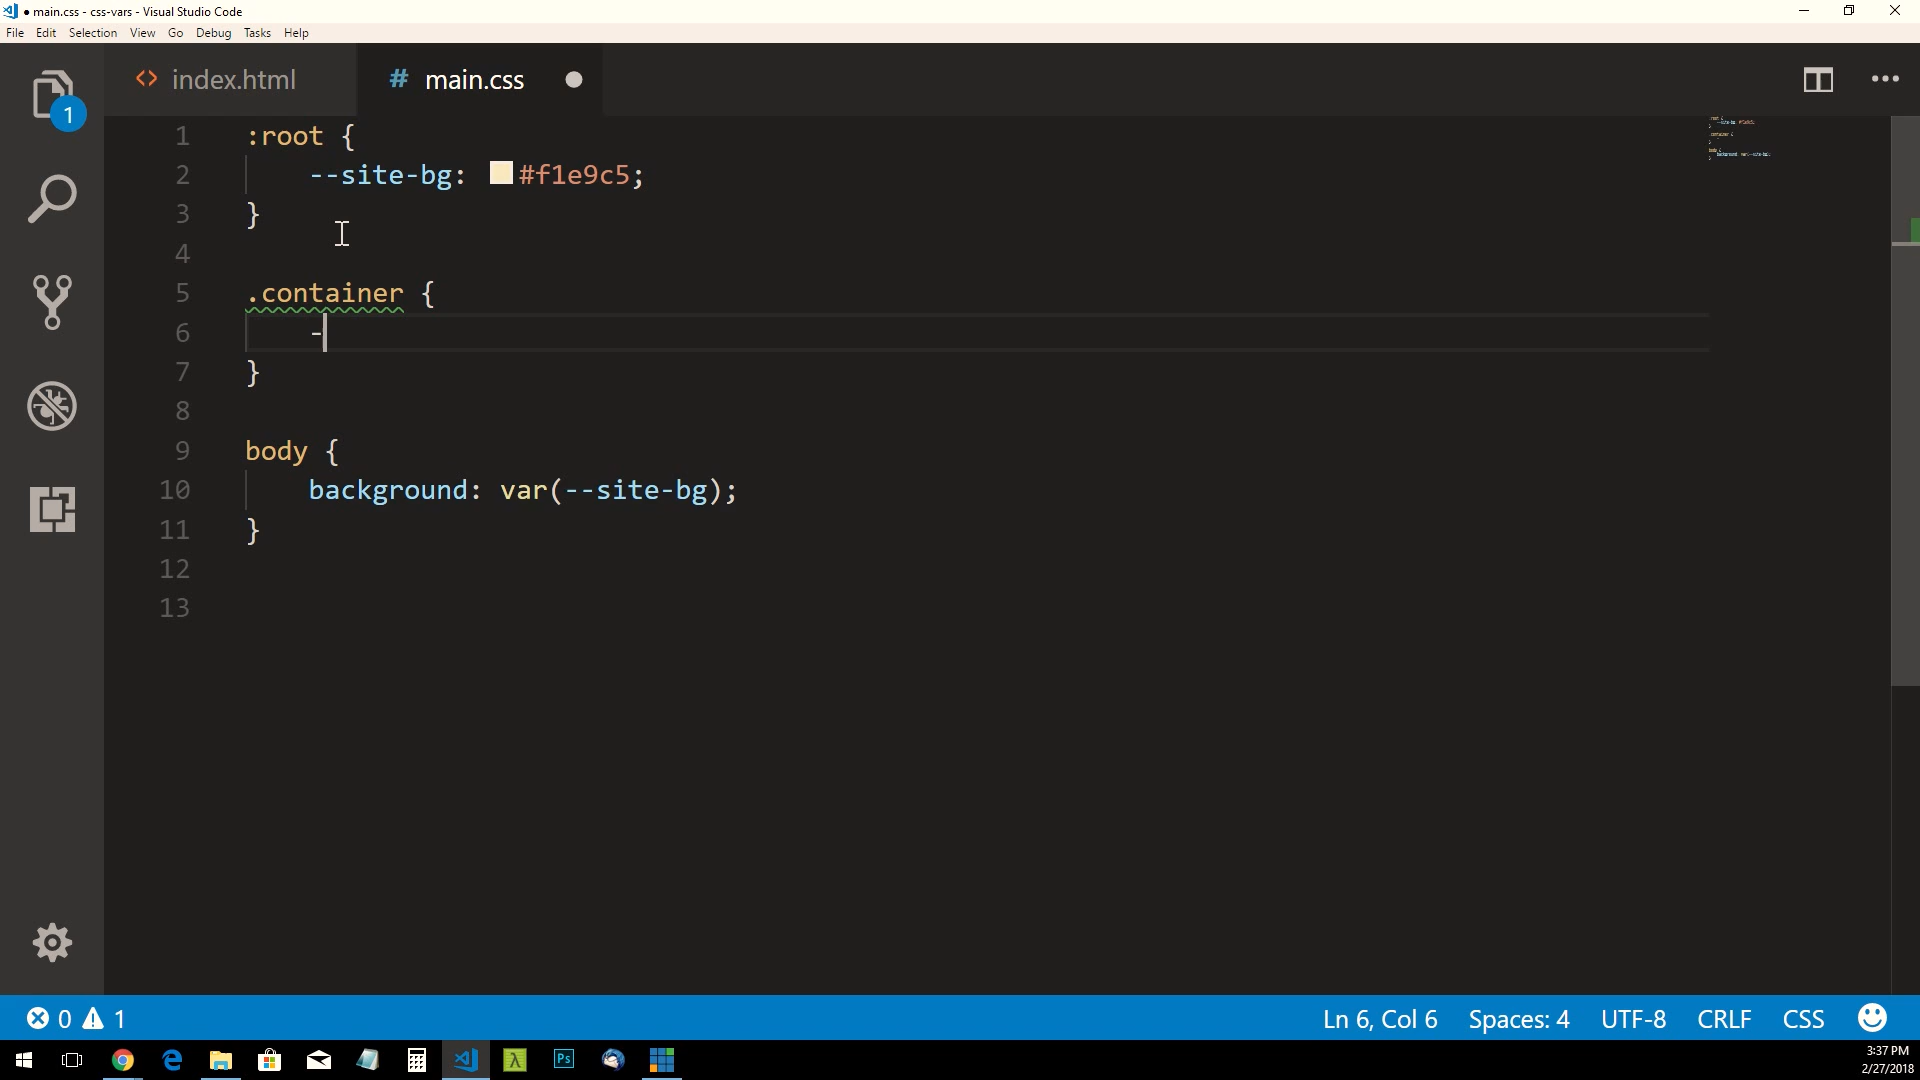 ● main.css - css-vars - Visual Studio Code
File Edit Selection View Go Debug Tasks Help
<> index.html # main.css ●
1
1 :root {
2 --site-bg: #f1e9c5;
3 }
4
5 .container {
6 -
7 }
8
9 body {
10 background: var(--site-bg);
11 }
12
13
0 1 Ln 6, Col 6 Spaces: 4 UTF-8 CRLF CSS
Ps
3:37 PM
2/27/2018